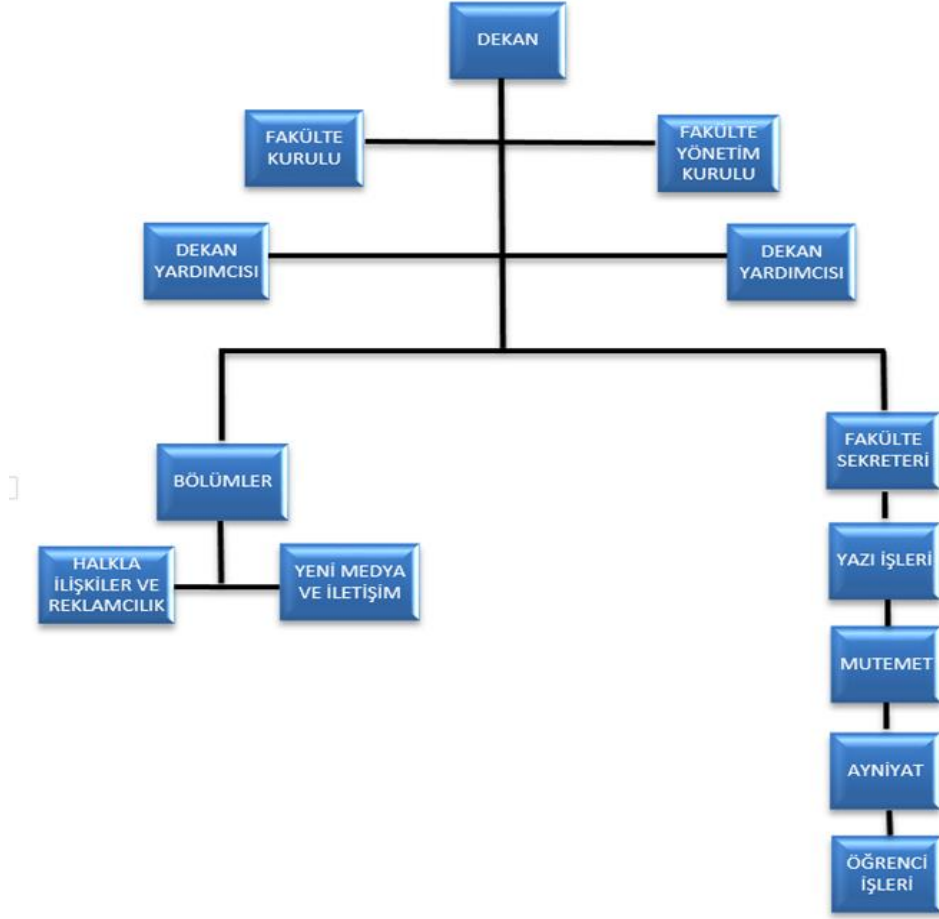 DEKAN
FAKÜLTE
KURULU
FAKÜLTE
YÖNETİM
KURULU
DEKAN
YARDIMCISI
DEKAN
YARDIMCISI
BÖLÜMLER
HALKLA
İLİŞKİLER VE
REKLAMCILIK
YENİ MEDYA
VE İLETİŞİM
FAKÜLTE
SEKRETERİ
YAZI İŞLERİ
MUTEMET
AYNİYAT
ÖĞRENCİ
İŞLERİ